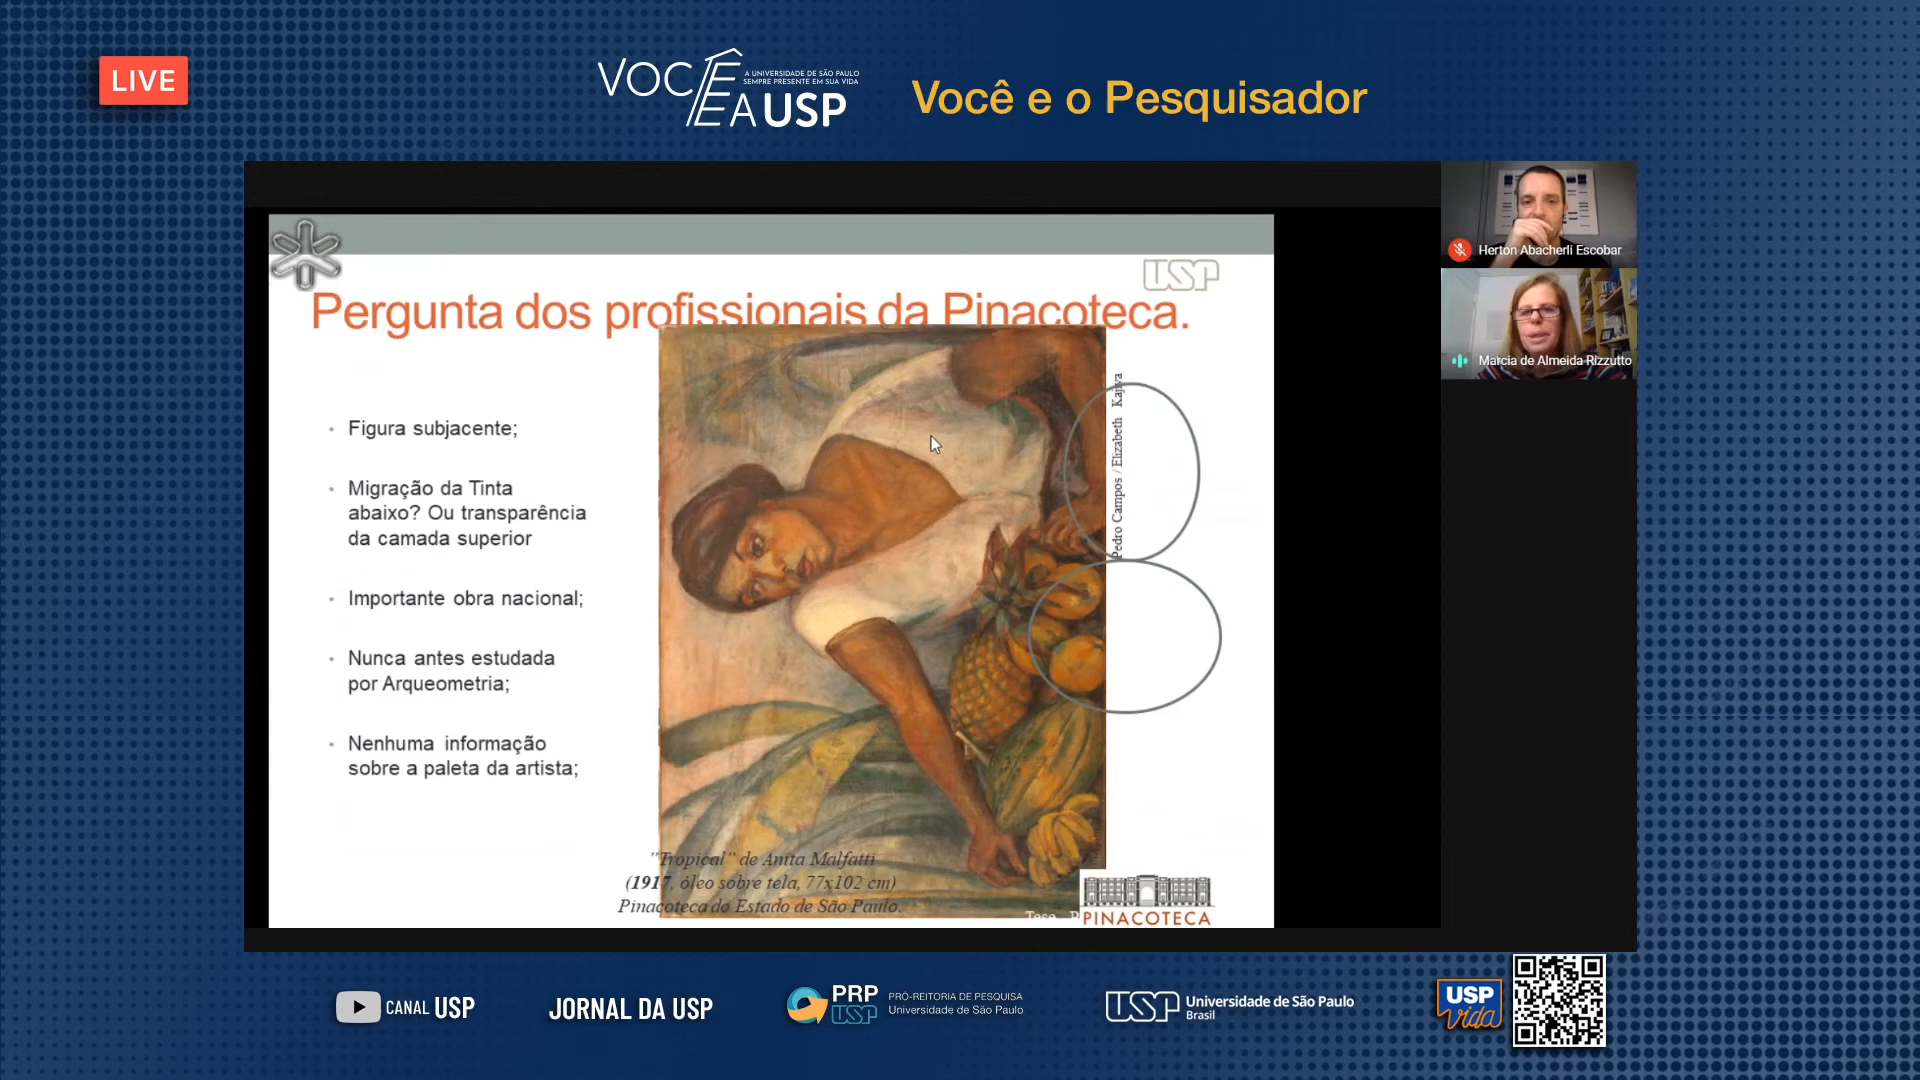 LIVE
VOCÊ E A USP
A UNIVERSIDADE DE SÃO PAULO
SEMPRE PRESENTE EM SUA VIDA
Você e o Pesquisador
USP
Pergunta dos profissionais da Pinacoteca.
Figura subjacente;
Migração da Tinta
abaixo? Ou transparência
da camada superior
Importante obra nacional;
Nunca antes estudada
por Arqueometria;
Nenhuma informação
sobre a paleta da artista;
Pedro Campos / Elizabeth Kajiya
"Tropical" de Anita Malfatti
(1917, óleo sobre tela, 77x102 cm)
Pinacoteca do Estado de São Paulo.
Tese
PINACOTECA
Herton Abacherli Escobar
Marcia de Almeida Rizzutto
CANAL USP
JORNAL DA USP
PRP
USP
PRÓ-REITORIA DE PESQUISA
Universidade de São Paulo
USP
Universidade de São Paulo
Brasil
USP
Vida